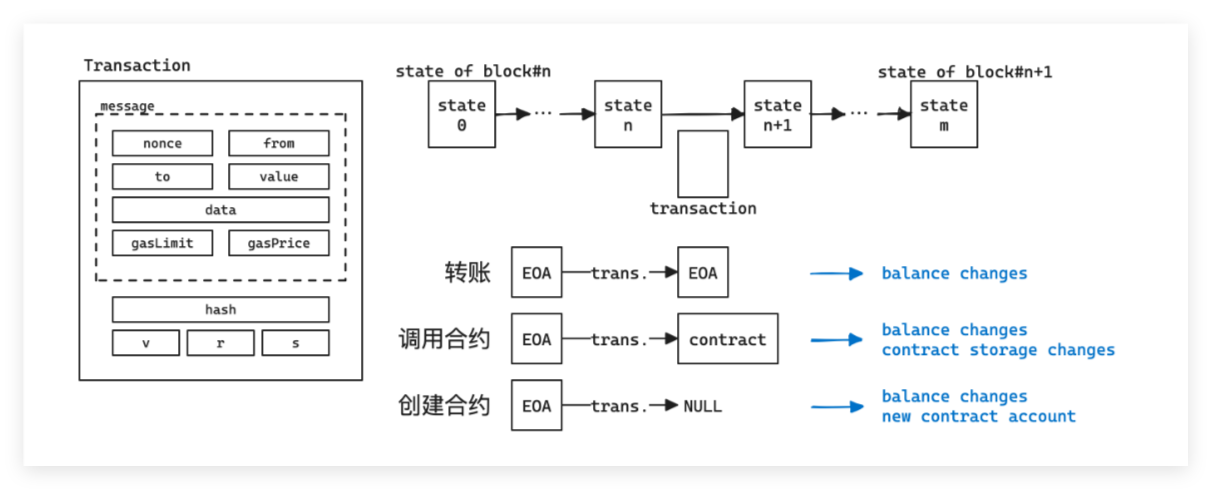 Transaction
message
nonce
from
to
value
data
gasLimit
gasPrice
hash
v
r
s
state of block#n
state of block#n+1
state
0
...
state
n
state
n+1
...
state
m
transaction
转账
EOA
trans.
EOA
balance changes
调用合约
EOA
trans.
contract
balance changes
contract storage changes
创建合约
EOA
trans.
NULL
balance changes
new contract account